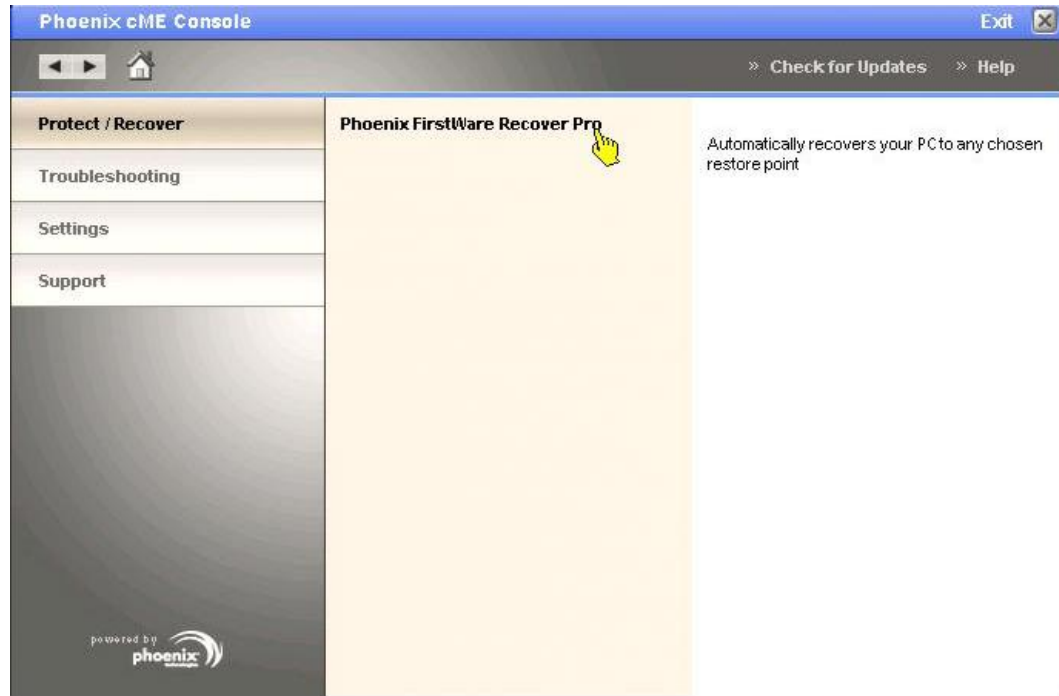 Phoenix cME Console
Exit
» Check for Updates
» Help
Protect / Recover
Troubleshooting
Settings
Support
Phoenix FirstWare Recover Pro
Automatically recovers your PC to any chosen
restore point
powered by
phoenix